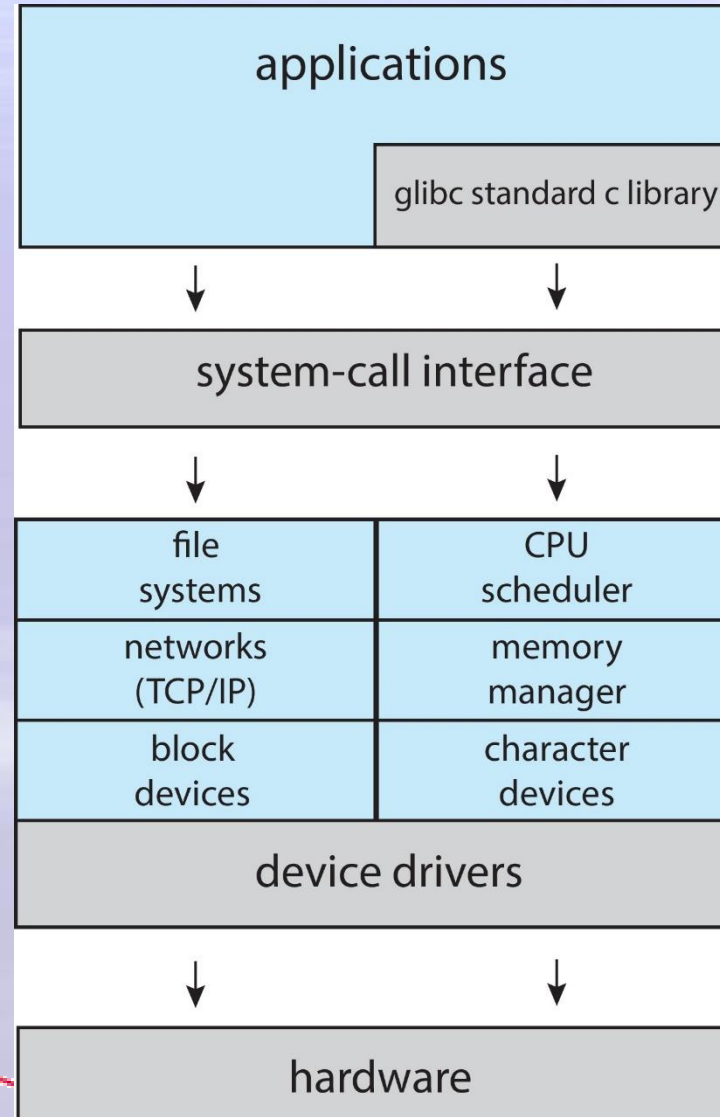 applications
glibc standard c library
system-call interface
file
systems
CPU
scheduler
networks
(TCP/IP)
memory
manager
block
devices
character
devices
device drivers
hardware